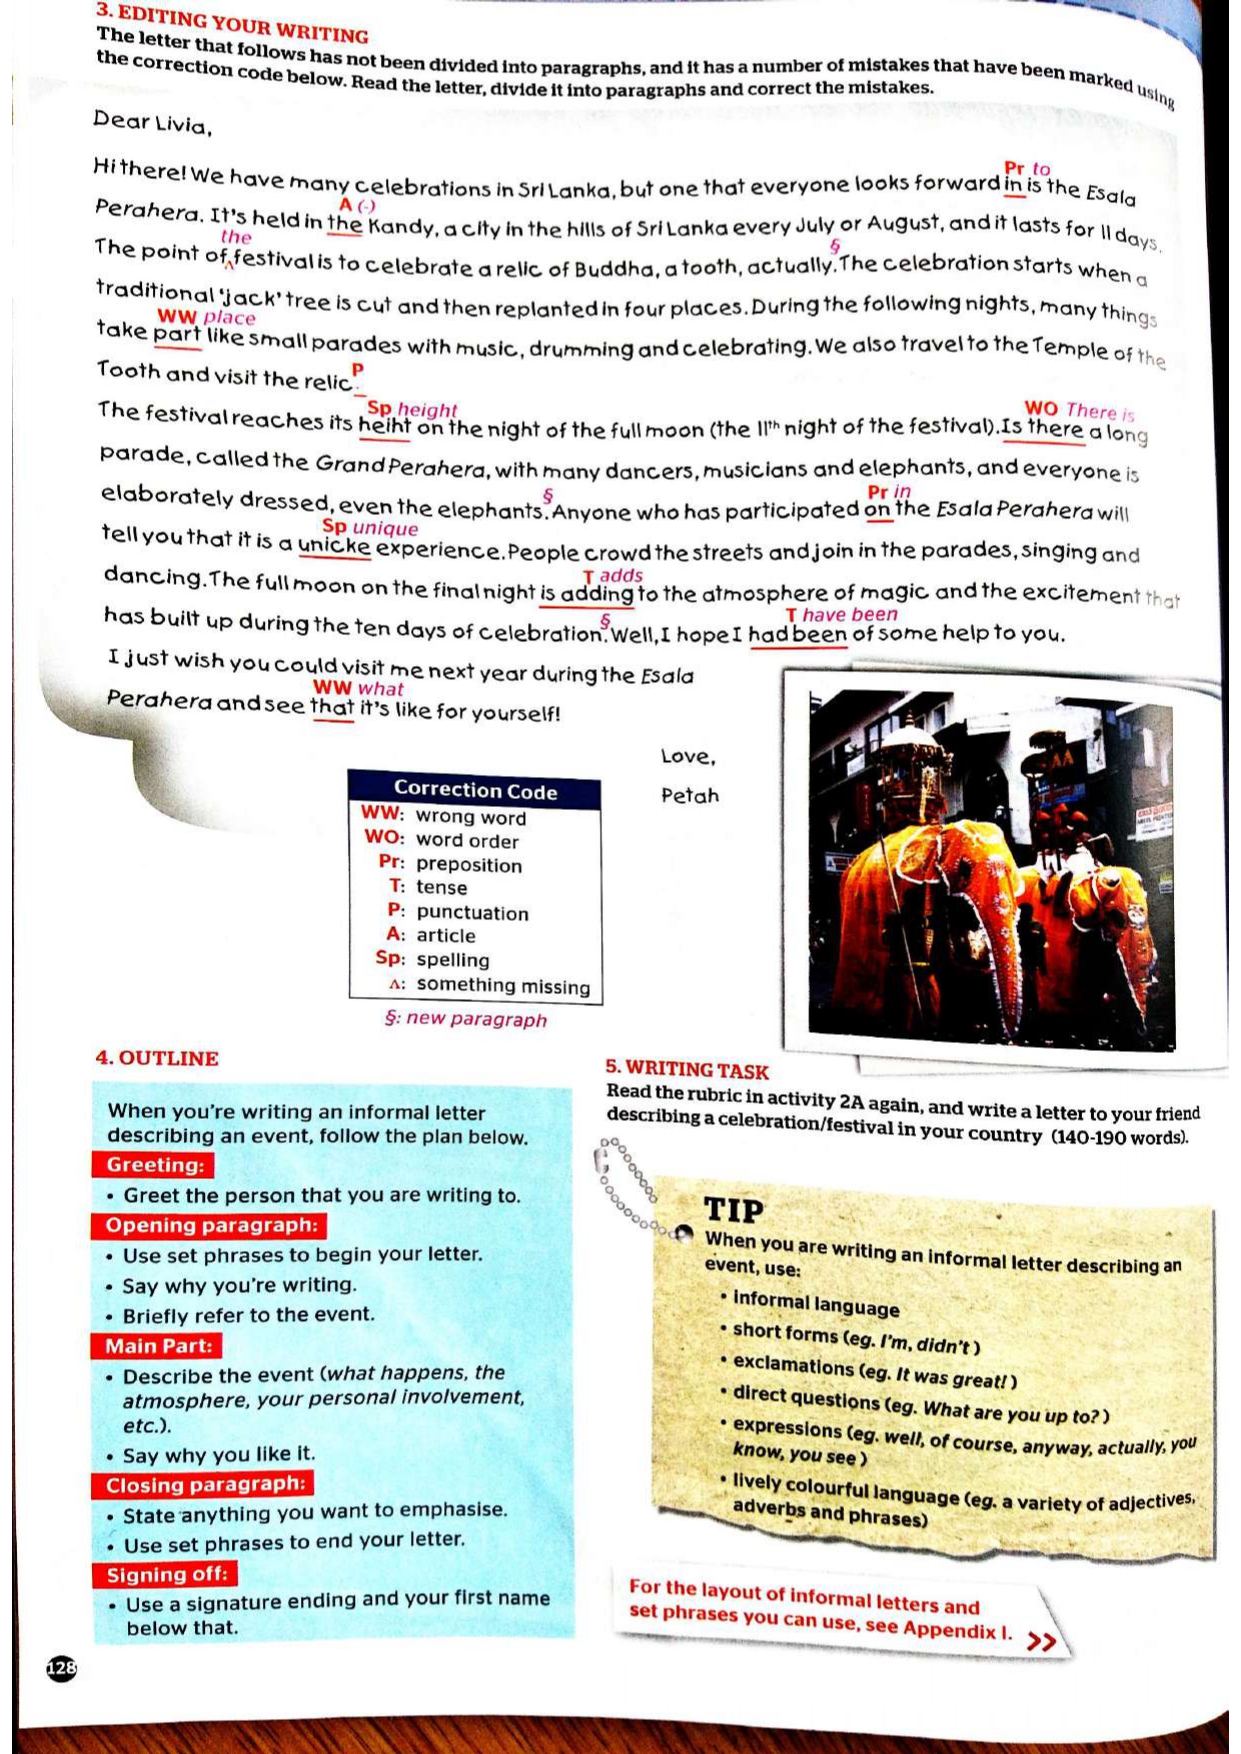 3. EDITING YOUR WRITING
The letter that follows has not been divided into paragraphs, and it has a number of mistakes that have been marked using
the correction code below. Read the letter, divide it into paragraphs and correct the mistakes.
Dear Livia,
Pr to
Hi there! We have many celebrations in Sri Lanka, but one that everyone looks forward in is the Esala
A (-)
Perahera. It's held in the Kandy, a city in the hills of Sri Lanka every July or August, and it lasts for 11 days.
the §
The point of ʌ festival is to celebrate a relic of Buddha, a tooth, actually. The celebration starts when a
traditional 'jack' tree is cut and then replanted in four places. During the following nights, many things
WW place
take part like small parades with music, drumming and celebrating. We also travel to the Temple of the
P
Tooth and visit the relic .
Sp height WO There is
The festival reaches its heiht on the night of the full moon (the 11th night of the festival). Is there a long
parade, called the Grand Perahera, with many dancers, musicians and elephants, and everyone is
§ Pr in
elaborately dressed, even the elephants. Anyone who has participated on the Esala Perahera will
Sp unique
tell you that it is a unicke experience. People crowd the streets and join in the parades, singing and
T adds
dancing. The full moon on the final night is adding to the atmosphere of magic and the excitement that
§ T have been
has built up during the ten days of celebration. Well, I hope I had been of some help to you.
I just wish you could visit me next year during the Esala
WW what
Perahera and see that it's like for yourself!
Love,
Petah
Correction Code
WW: wrong word
WO: word order
Pr: preposition
T: tense
P: punctuation
A: article
Sp: spelling
ʌ: something missing
§: new paragraph
4. OUTLINE
When you're writing an informal letter
describing an event, follow the plan below.
Greeting:
• Greet the person that you are writing to.
Opening paragraph:
• Use set phrases to begin your letter.
• Say why you're writing.
• Briefly refer to the event.
Main Part:
• Describe the event (what happens, the
atmosphere, your personal involvement,
etc.).
• Say why you like it.
Closing paragraph:
• State anything you want to emphasise.
• Use set phrases to end your letter.
Signing off:
• Use a signature ending and your first name
below that.
5. WRITING TASK
Read the rubric in activity 2A again, and write a letter to your friend
describing a celebration/festival in your country (140-190 words).
TIP
When you are writing an informal letter describing an
event, use:
• informal language
• short forms (eg. I'm, didn't)
• exclamations (eg. It was great!)
• direct questions (eg. What are you up to?)
• expressions (eg. well, of course, anyway, actually, you
know, you see)
• lively colourful language (eg. a variety of adjectives,
adverbs and phrases)
For the layout of informal letters and
set phrases you can use, see Appendix I. >>
128